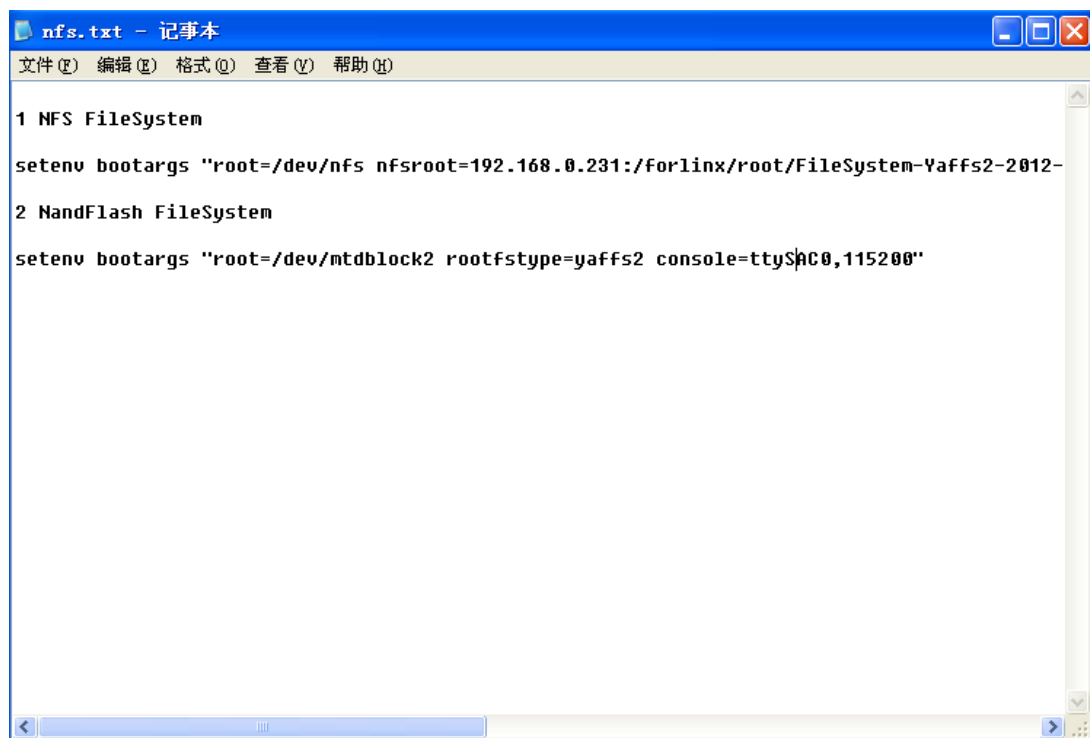 nfs.txt - 记事本
文件(F) 编辑(E) 格式(O) 查看(V) 帮助(H)
1 NFS FileSystem
setenv bootargs "root=/dev/nfs nfsroot=192.168.0.231:/forlinx/root/FileSystem-Yaffs2-2012-
2 NandFlash FileSystem
setenv bootargs "root=/dev/mtdblock2 rootfstype=yaffs2 console=ttySAC0,115200"